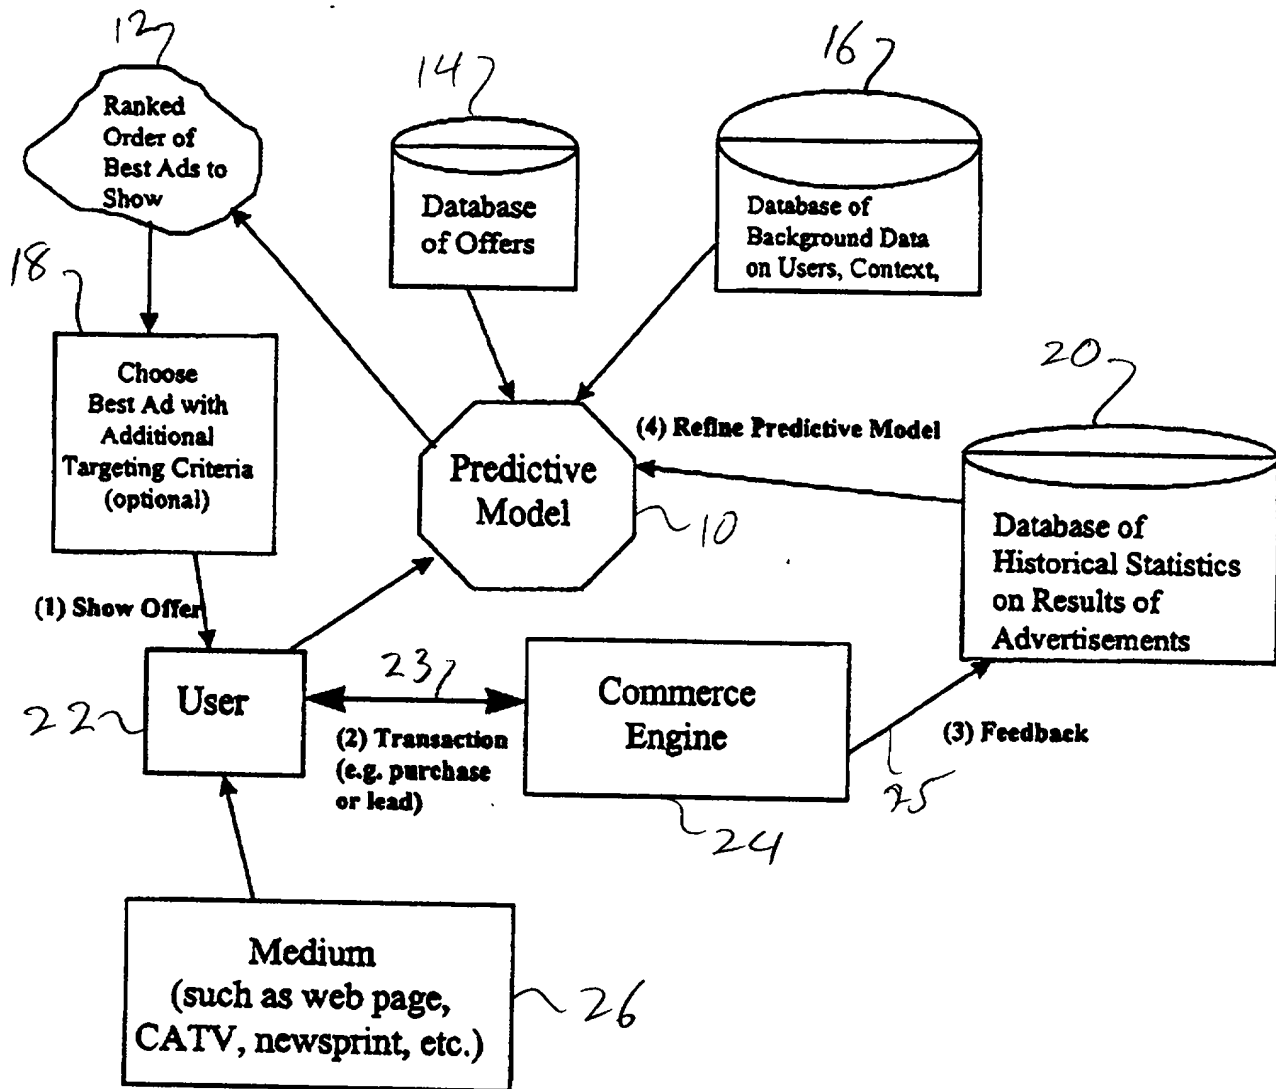 12
Ranked
Order of
Best Ads to
Show
14
Database
of Offers
16
Database of
Background Data
on Users, Context,
18
Choose
Best Ad with
Additional
Targeting Criteria
(optional)
Predictive
Model
10
(4) Refine Predictive Model
20
Database of
Historical Statistics
on Results of
Advertisements
(1) Show Offer
User
22
23
(2) Transaction
(e.g. purchase
or lead)
Commerce
Engine
24
(3) Feedback
25
Medium
(such as web page,
CATV, newsprint, etc.)
26